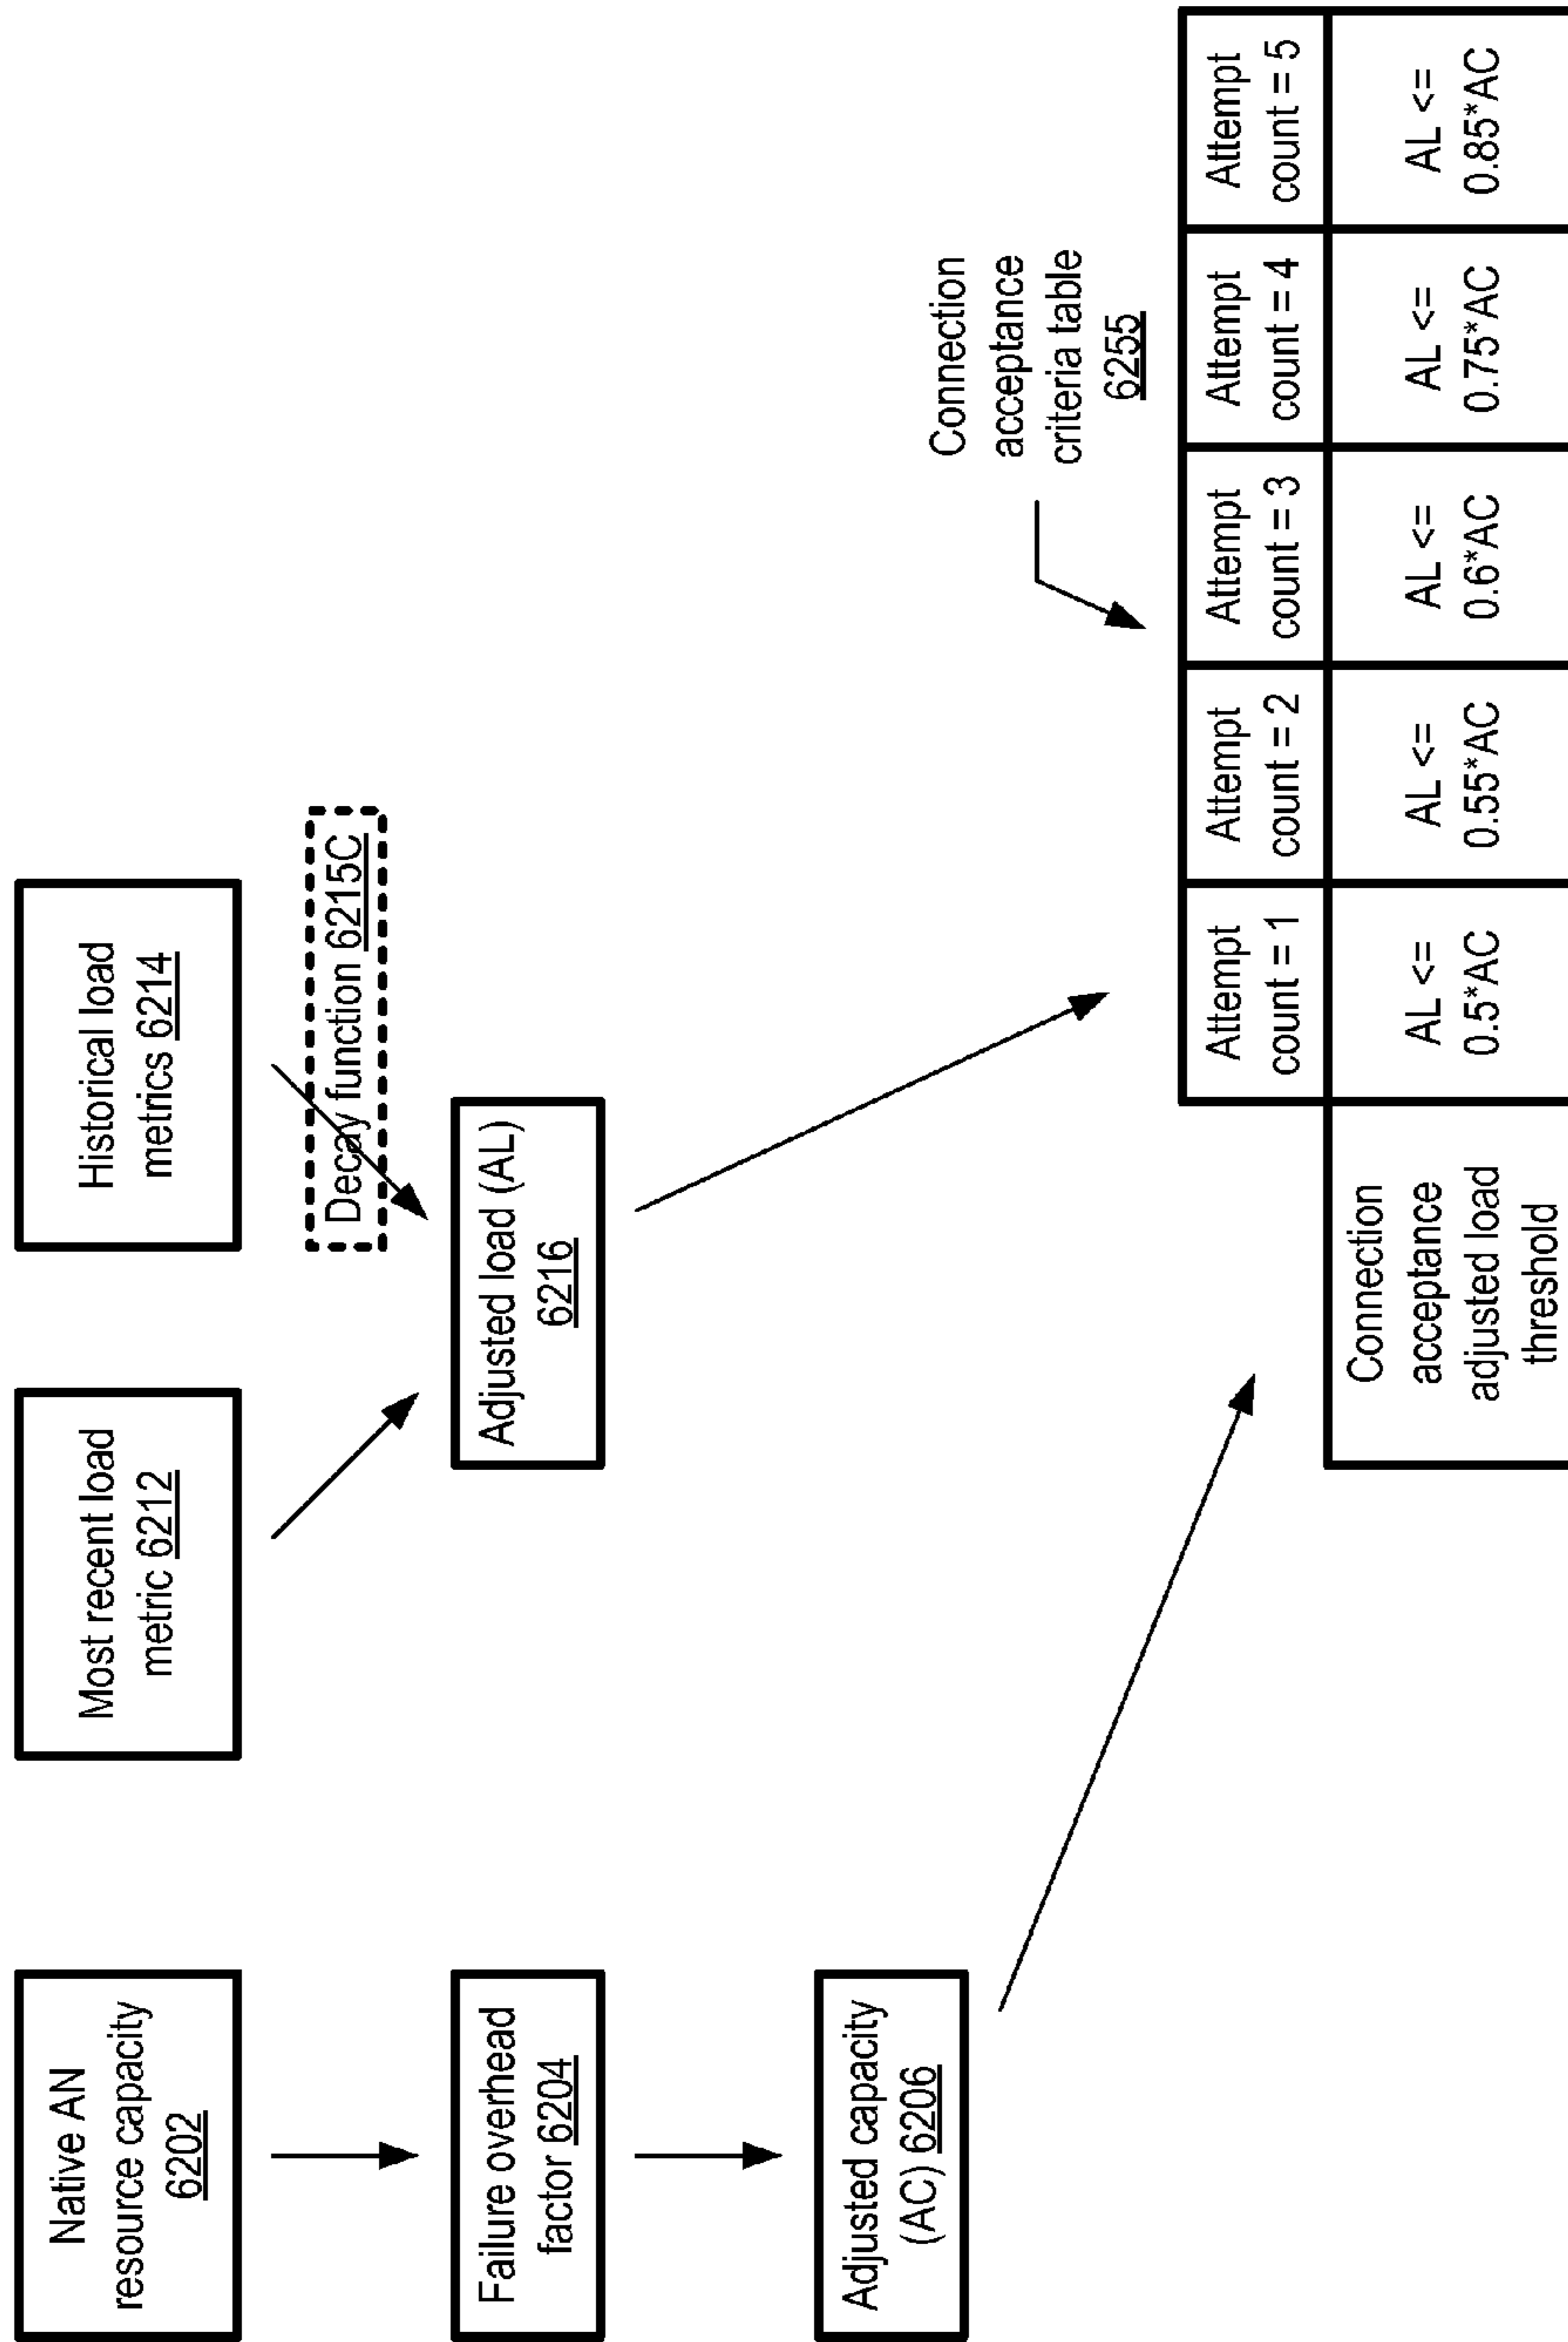 Native AN
resource capacity
6202
Most recent load
metric 6212
Historical load
metrics 6214
Decay function 6215C
Failure overhead
factor 6204
Adjusted load (AL)
6216
Adjusted capacity
(AC) 6206
Connection
acceptance
criteria table
6255
Attempt
count = 1
Attempt
count = 2
Attempt
count = 3
Attempt
count = 4
Attempt
count = 5
Connection
acceptance
adjusted load
threshold
AL <=
0.5*AC
AL <=
0.55*AC
AL <=
0.6*AC
AL <=
0.75*AC
AL <=
0.85*AC